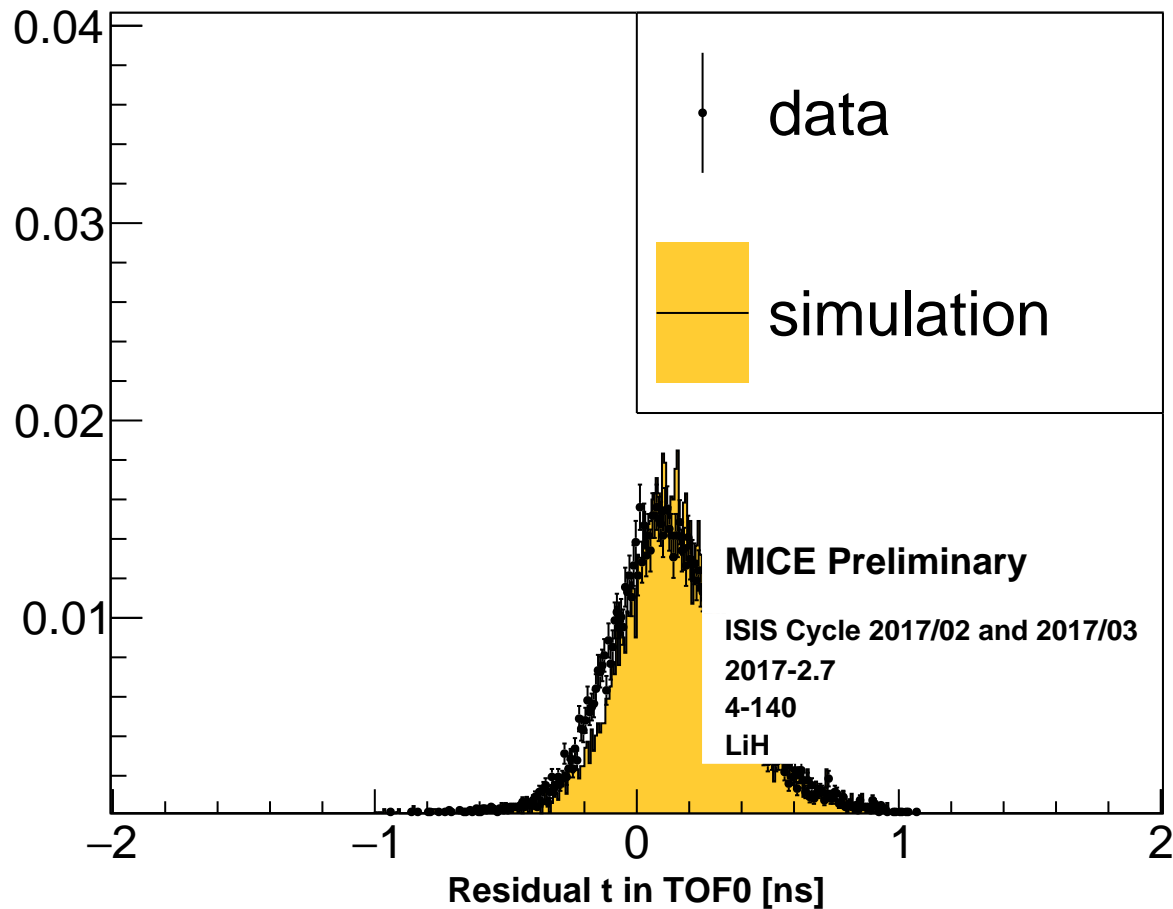 0.04
data
0.03
simulation
0.02
MICE Preliminary
0.01
ISIS Cycle 2017/02 and 2017/03
2017-2.7
4-140
LiH
−2 −1 0 1 2
Residual t in TOF0 [ns]